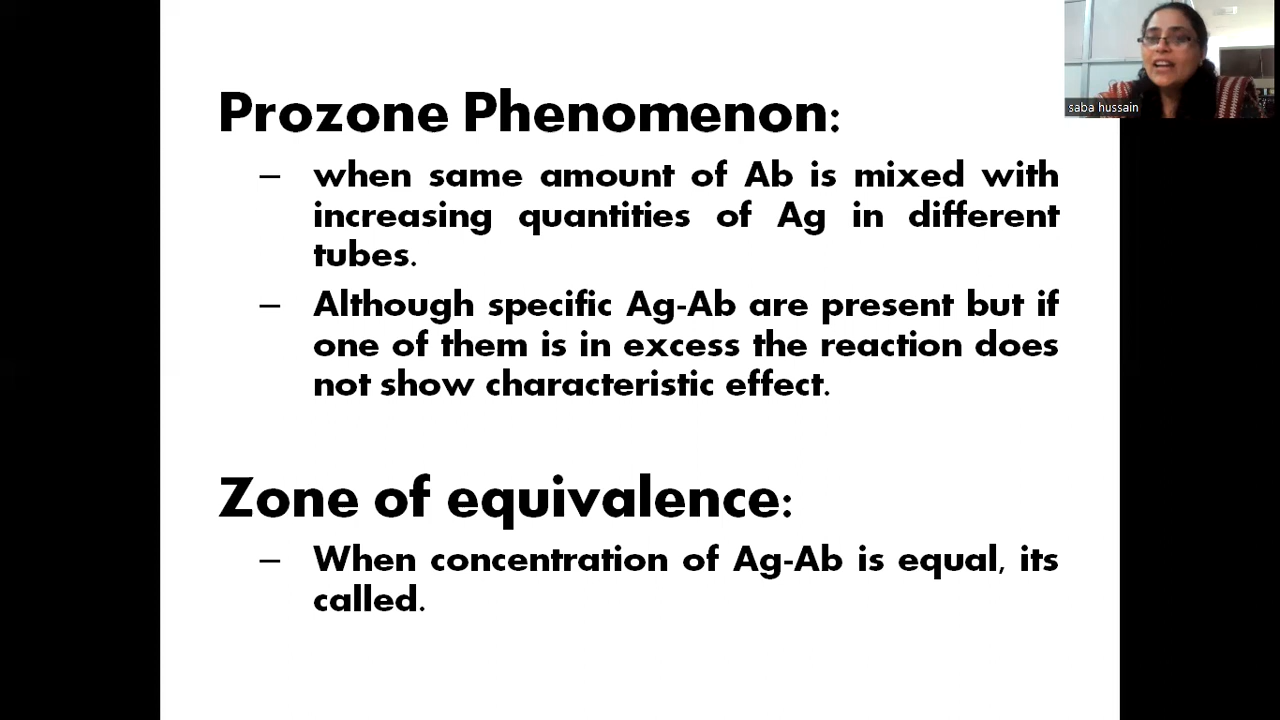 saba hussain
Prozone Phenomenon:
– when same amount of Ab is mixed with
increasing quantities of Ag in different
tubes.
– Although specific Ag-Ab are present but if
one of them is in excess the reaction does
not show characteristic effect.
Zone of equivalence:
– When concentration of Ag-Ab is equal, its
called.